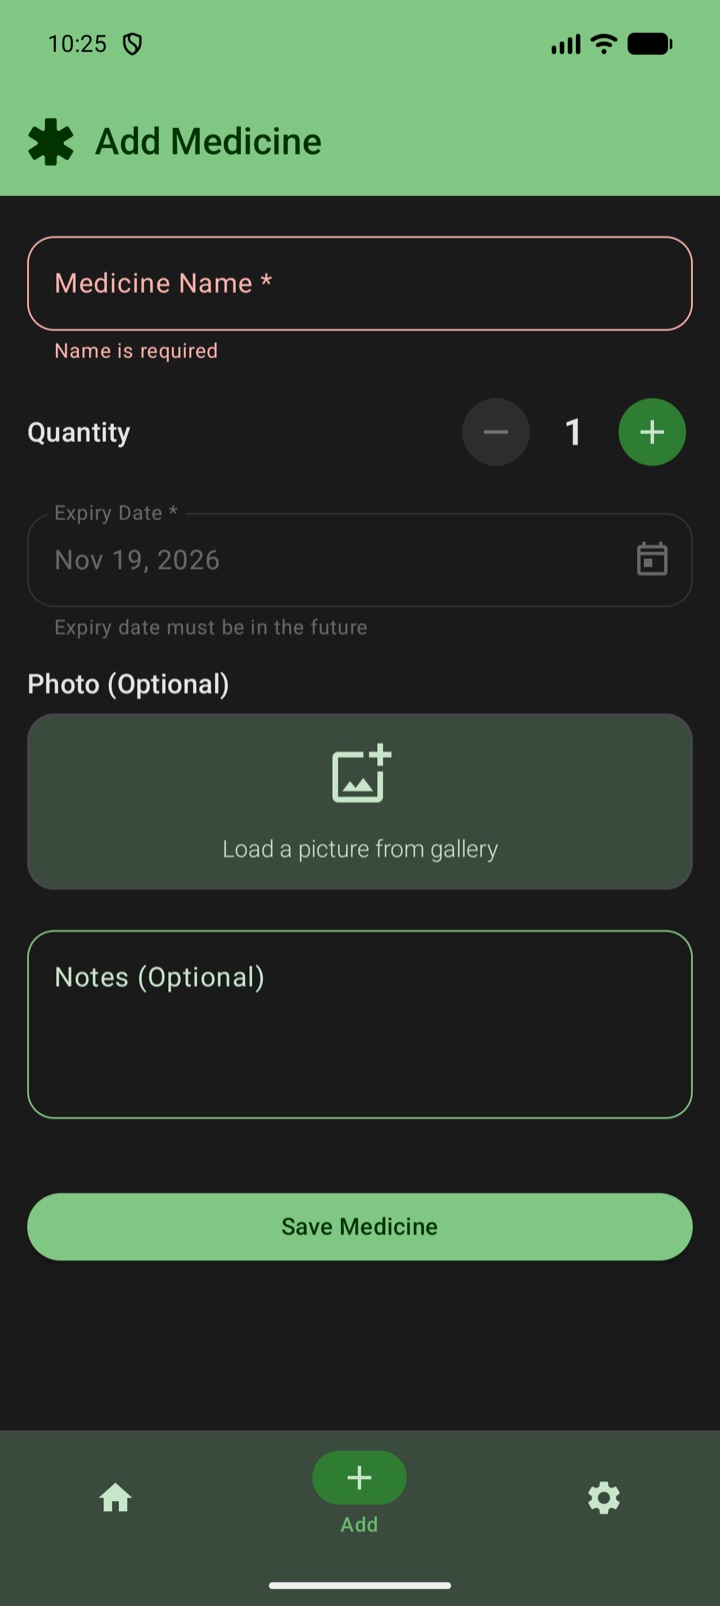 10:25
Add Medicine
Medicine Name *
Name is required
Quantity
1
Expiry Date *
Nov 19, 2026
Expiry date must be in the future
Photo (Optional)
Load a picture from gallery
Notes (Optional)
Save Medicine
Add